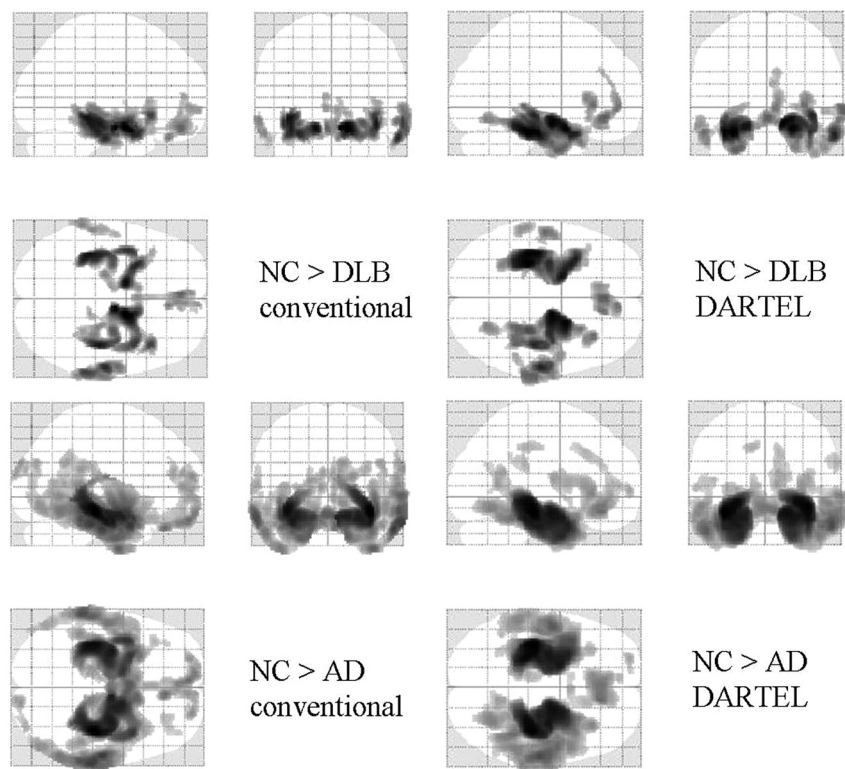 NC > DLB
conventional
NC > DLB
DARTEL
NC > AD
conventional
NC > AD
DARTEL